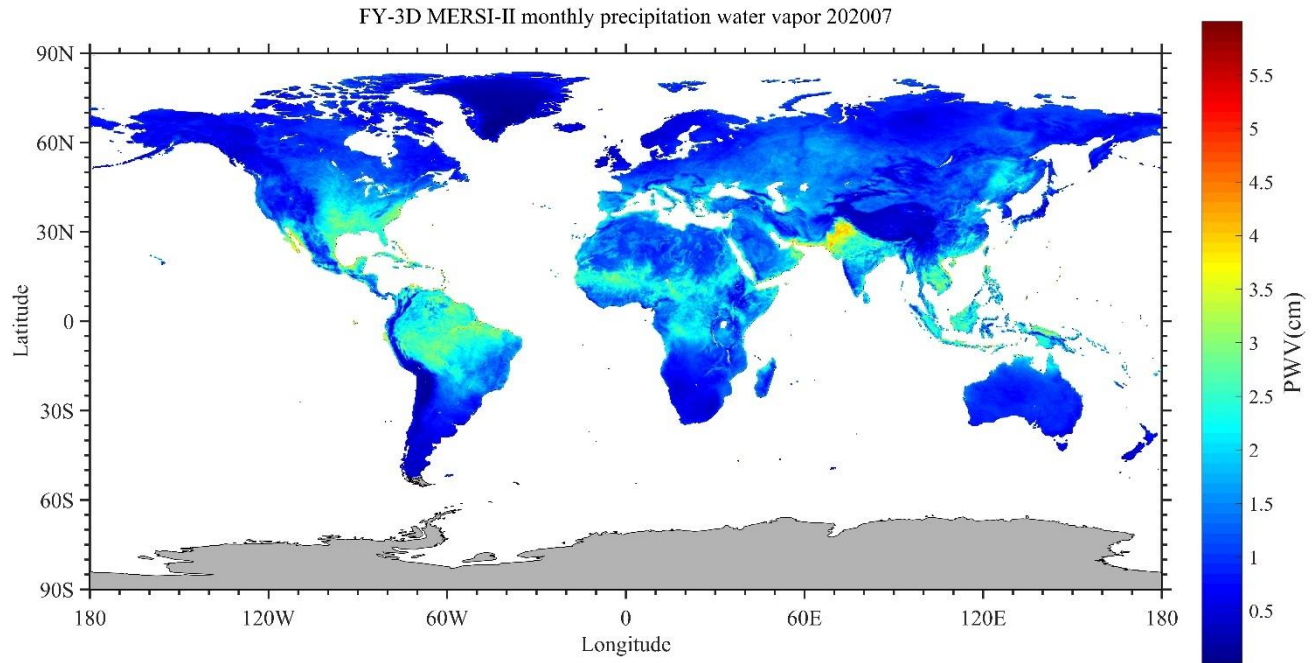 FY-3D MERSI-II monthly precipitation water vapor 202007
90N
60N
30N
0
30S
60S
90S
Latitude
180
120W
60W
0
60E
120E
180
Longitude
5.5
5
4.5
4
3.5
3
2.5
2
1.5
1
0.5
PWV(cm)